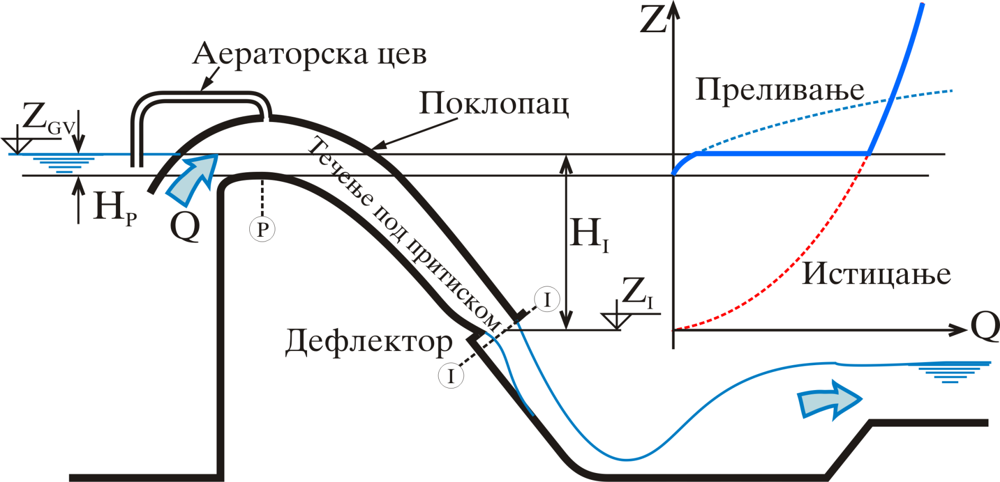 Z
Аераторска цев
Преливање
Поклопац
Z_GV
Течење под притиском
H_P
Q
P
H_I
Истицање
Z_I
I
Q
Дефлектор
I